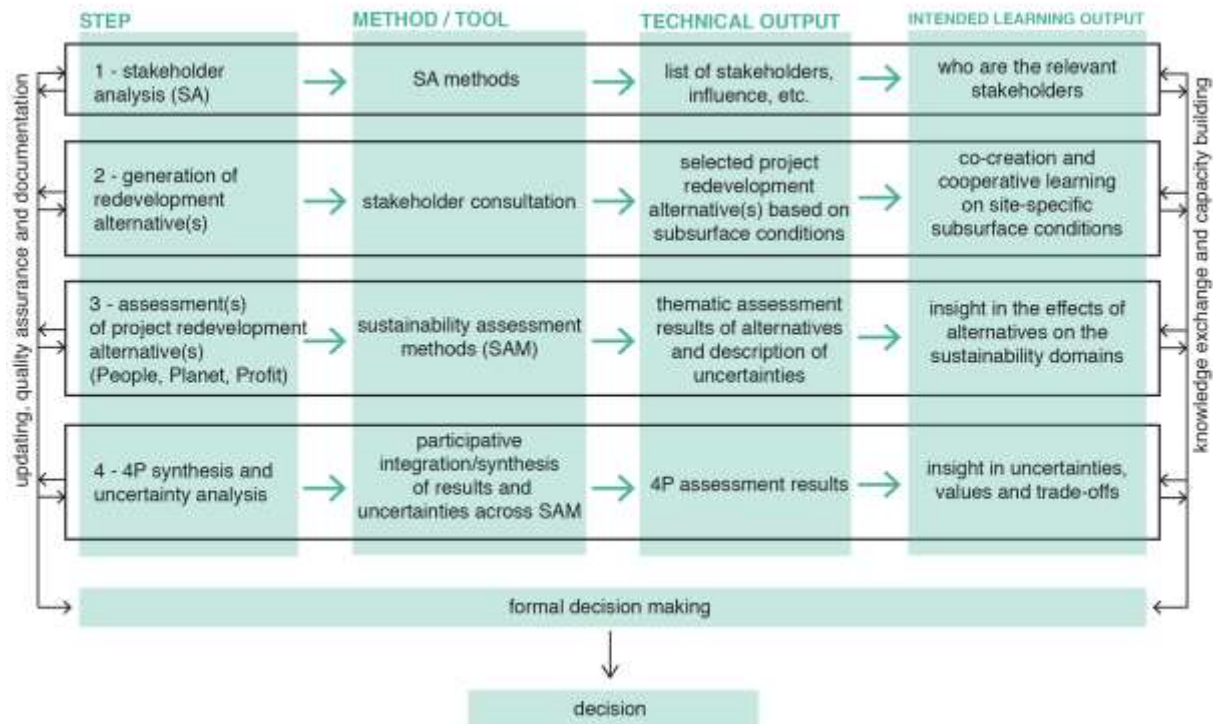 STEP
METHOD / TOOL
TECHNICAL OUTPUT
INTENDED LEARNING OUTPUT
1 - stakeholder
analysis (SA)
SA methods
list of stakeholders,
influence, etc.
who are the relevant
stakeholders
2 - generation of
redevelopment
alternative(s)
stakeholder consultation
selected project
redevelopment
alternative(s) based on
subsurface conditions
co-creation and
cooperative learning
on site-specific
subsurface conditions
3 - assessment(s)
of project redevelopment
alternative(s)
(People, Planet, Profit)
sustainability assessment
methods (SAM)
thematic assessment
results of alternatives
and description of
uncertainties
insight in the effects of
alternatives on the
sustainability domains
4 - 4P synthesis and
uncertainty analysis
participative
integration/synthesis
of results and
uncertainties across SAM
4P assessment results
insight in uncertainties,
values and trade-offs
updating, quality assurance and documentation
knowledge exchange and capacity building
formal decision making
decision